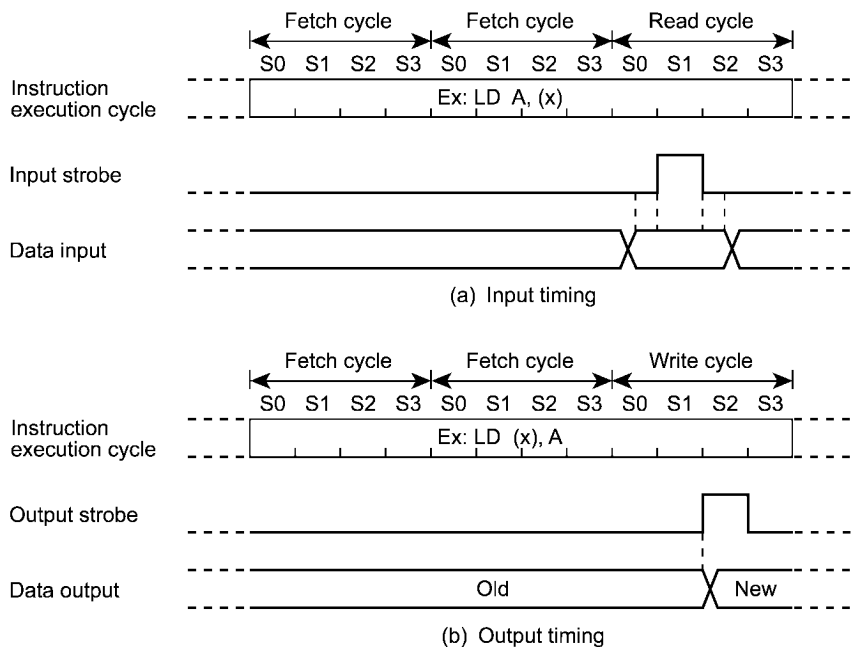 Fetch cycle Fetch cycle Read cycle
S0 S1 S2 S3 S0 S1 S2 S3 S0 S1 S2 S3
Instruction
execution cycle
Ex: LD A, (x)
Input strobe
Data input
(a) Input timing
Fetch cycle Fetch cycle Write cycle
S0 S1 S2 S3 S0 S1 S2 S3 S0 S1 S2 S3
Instruction
execution cycle
Ex: LD (x), A
Output strobe
Data output
Old New
(b) Output timing